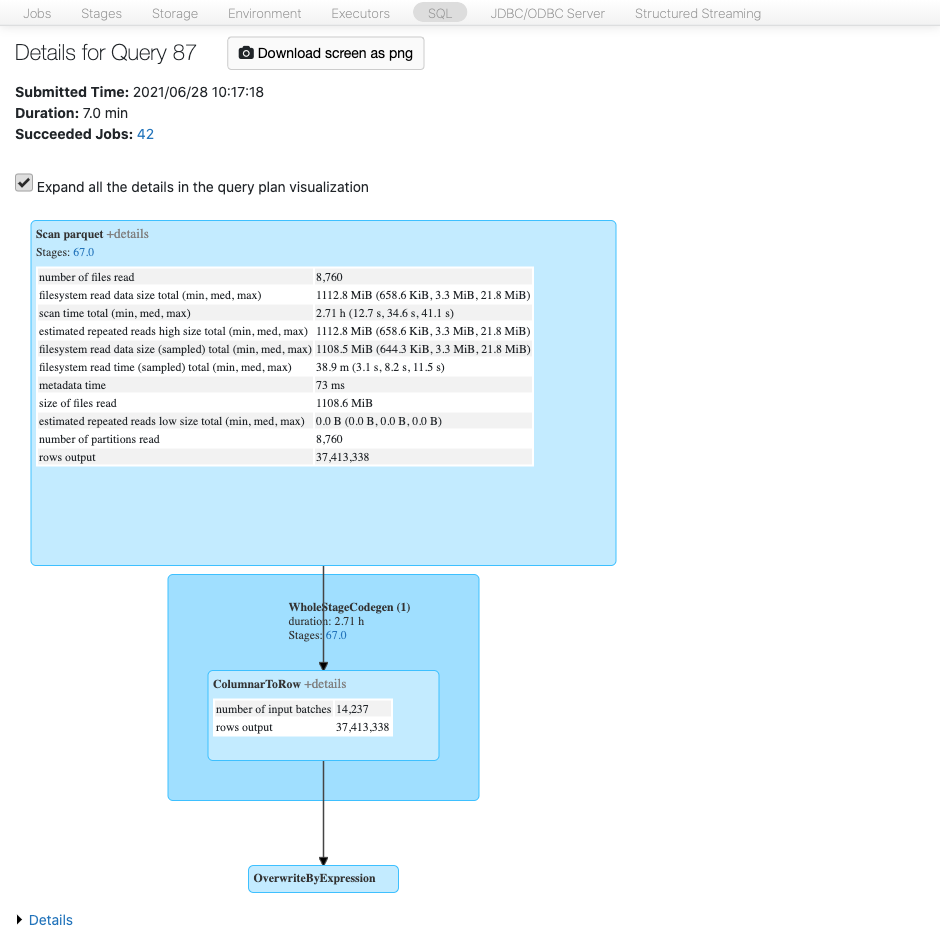 Jobs Stages Storage Environment Executors SQL JDBC/ODBC Server Structured Streaming
Details for Query 87
Download screen as png
Submitted Time: 2021/06/28 10:17:18
Duration: 7.0 min
Succeeded Jobs: 42
Expand all the details in the query plan visualization
Scan parquet +details
Stages: 67.0
number of files read 8,760
filesystem read data size total (min, med, max) 1112.8 MiB (658.6 KiB, 3.3 MiB, 21.8 MiB)
scan time total (min, med, max) 2.71 h (12.7 s, 34.6 s, 41.1 s)
estimated repeated reads high size total (min, med, max) 1112.8 MiB (658.6 KiB, 3.3 MiB, 21.8 MiB)
filesystem read data size (sampled) total (min, med, max) 1108.5 MiB (644.3 KiB, 3.3 MiB, 21.8 MiB)
filesystem read time (sampled) total (min, med, max) 38.9 m (3.1 s, 8.2 s, 11.5 s)
metadata time 73 ms
size of files read 1108.6 MiB
estimated repeated reads low size total (min, med, max) 0.0 B (0.0 B, 0.0 B, 0.0 B)
number of partitions read 8,760
rows output 37,413,338
WholeStageCodegen (1)
duration: 2.71 h
Stages: 67.0
ColumnarToRow +details
number of input batches 14,237
rows output 37,413,338
OverwriteByExpression
Details